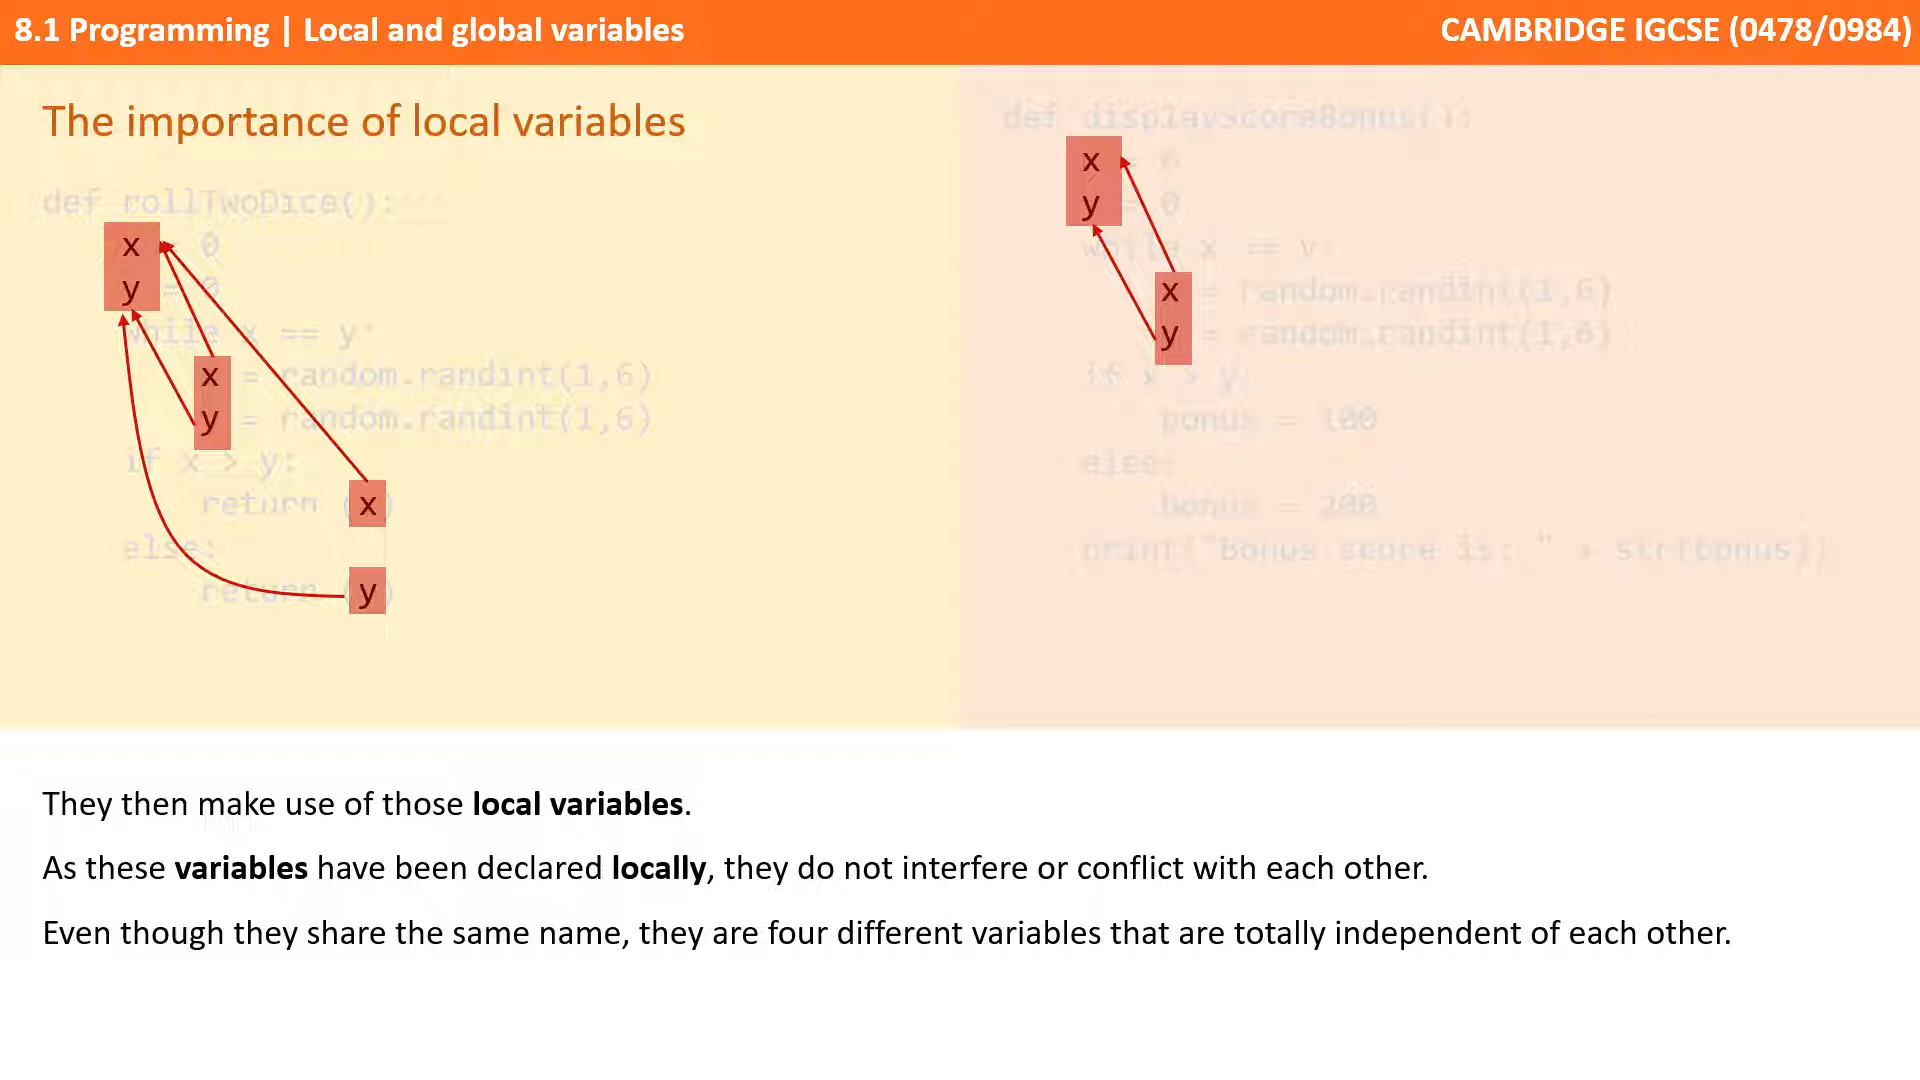 8.1 Programming | Local and global variables
CAMBRIDGE IGCSE (0478/0984)
The importance of local variables
def rollTwoDice():
x = 0
y = 0
while x == y:
x = random.randint(1,6)
y = random.randint(1,6)
if x > y:
return (x)
else:
return (y)
def displayScoreBonus():
x = 0
y = 0
while x == y:
x = random.randint(1,6)
y = random.randint(1,6)
if x > y
bonus = 100
else:
bonus = 200
print("Bonus score is: " + str(bonus))
They then make use of those local variables.
As these variables have been declared locally, they do not interfere or conflict with each other.
Even though they share the same name, they are four different variables that are totally independent of each other.